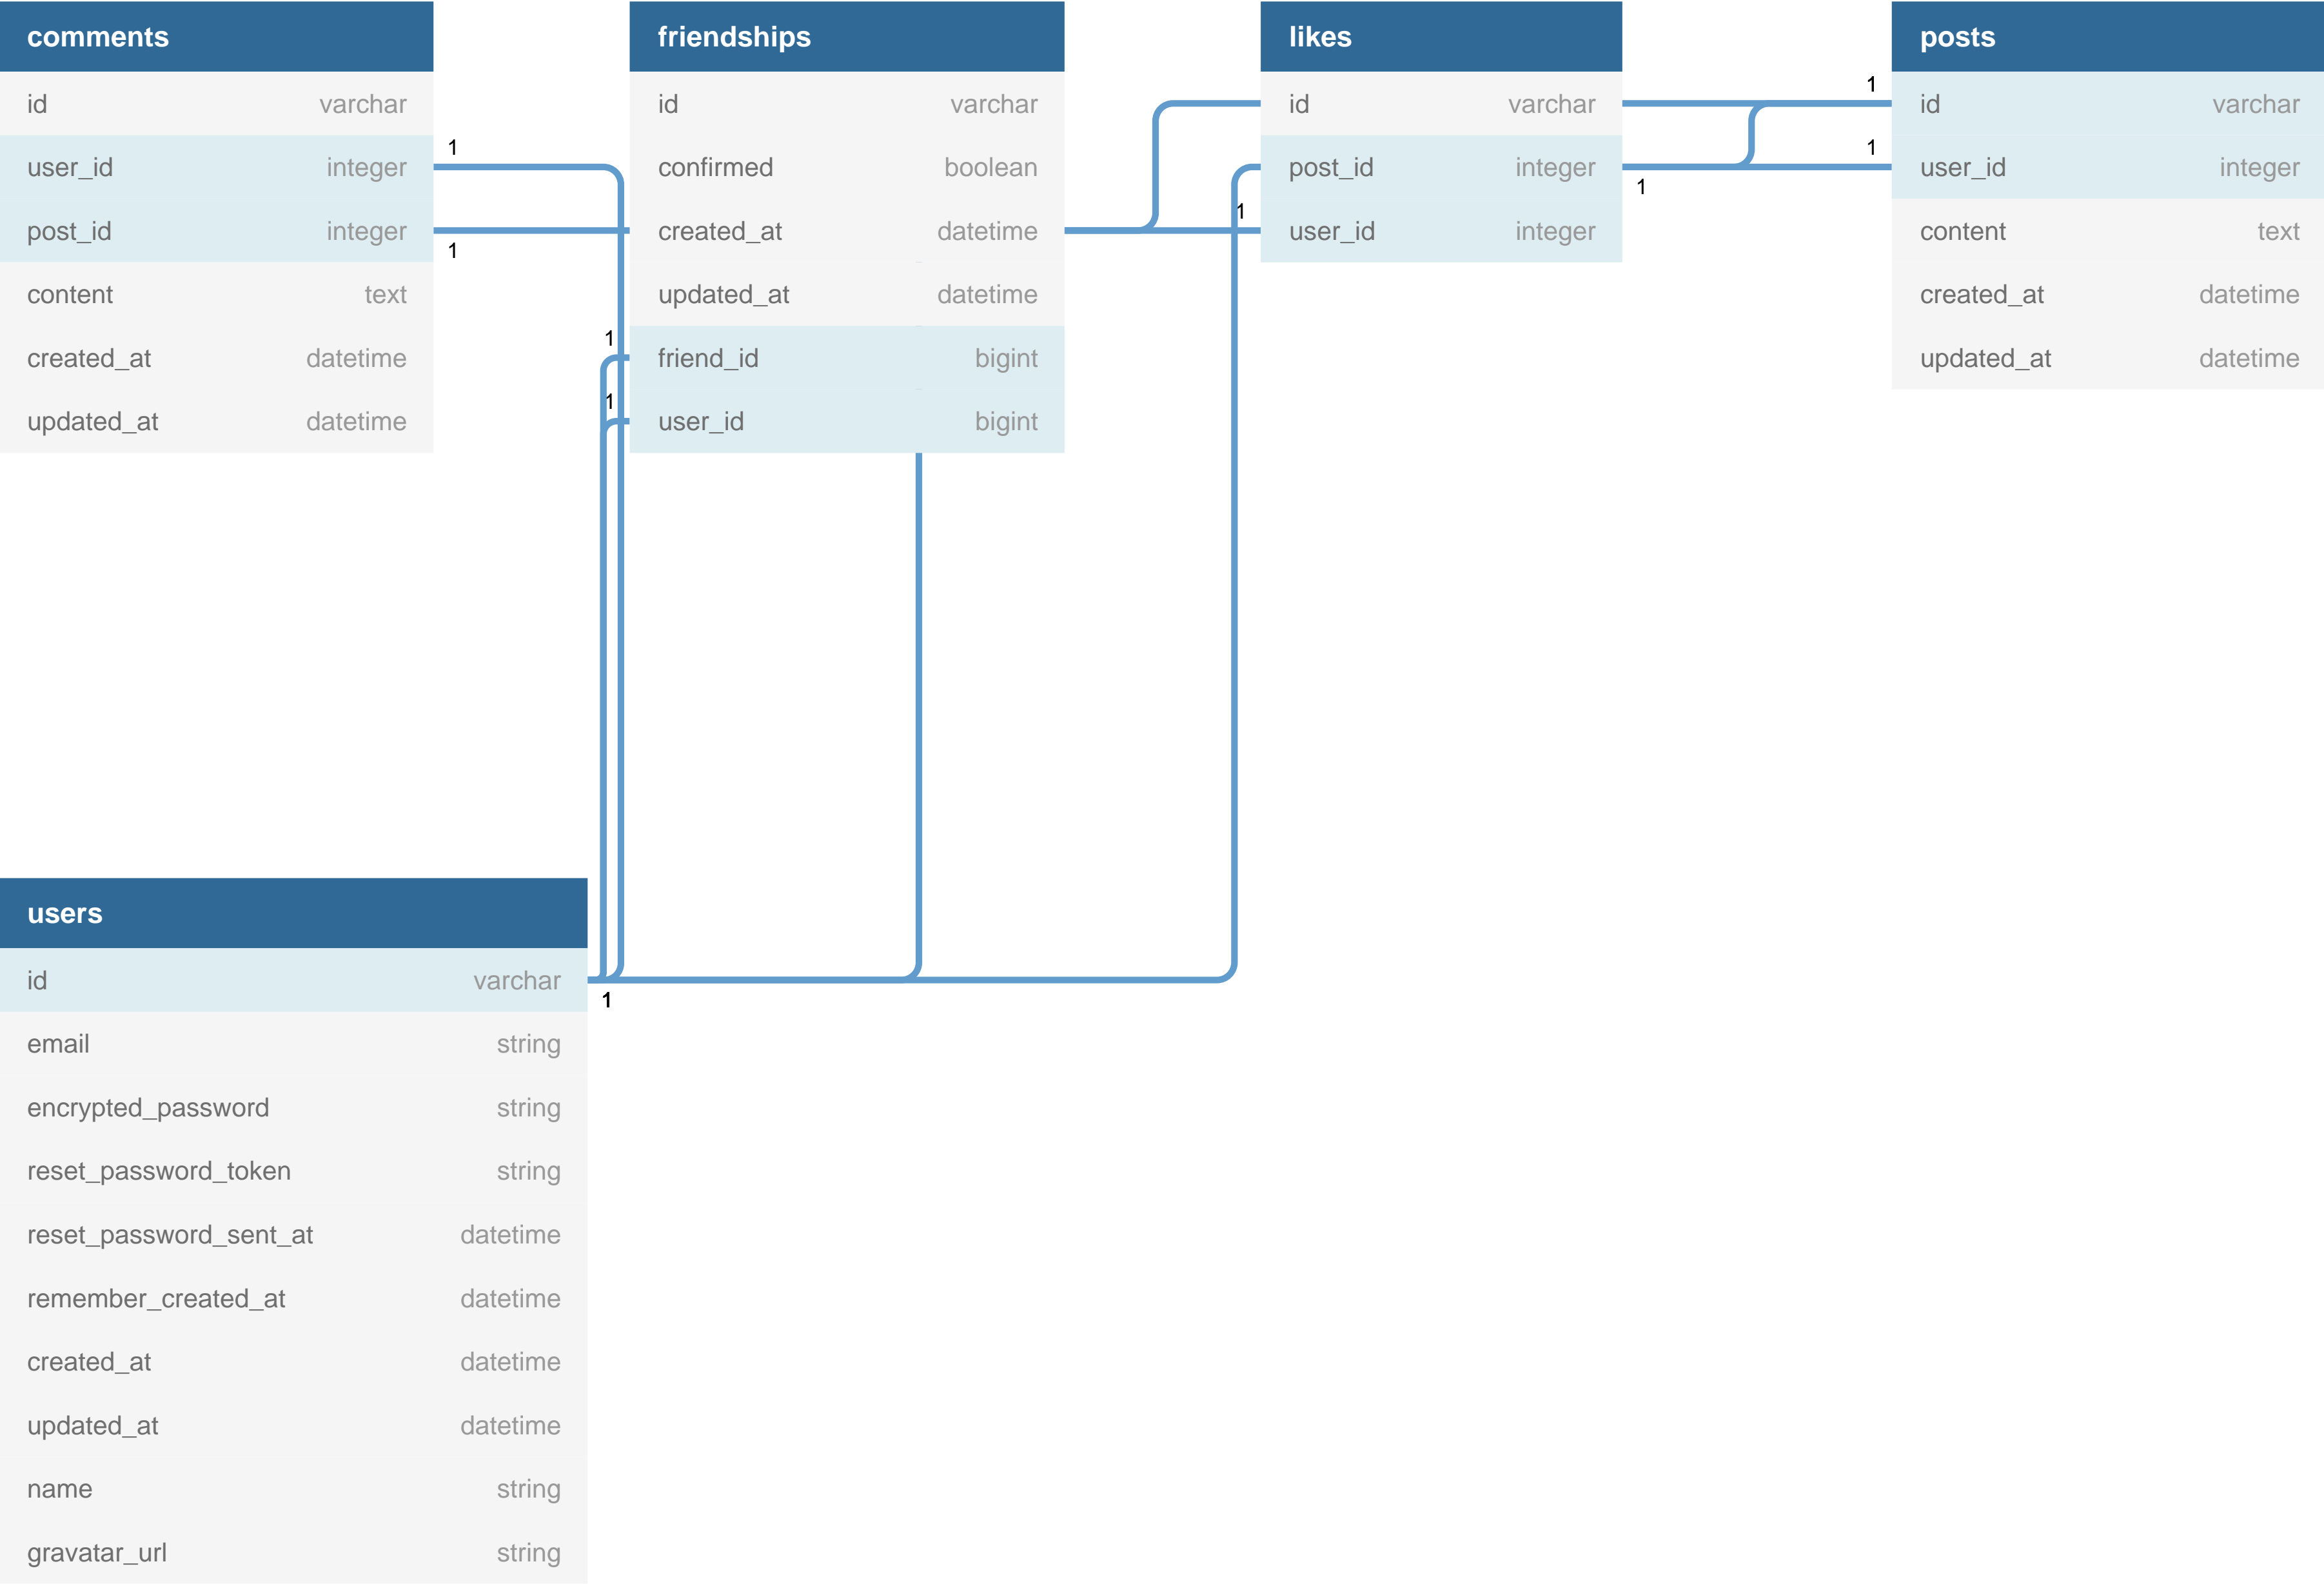 comments
id varchar
user_id integer
post_id integer
content text
created_at datetime
updated_at datetime
1
1
friendships
id varchar
confirmed boolean
created_at datetime
updated_at datetime
friend_id bigint
user_id bigint
1
1
likes
id varchar
post_id integer
user_id integer
1
1
posts
id varchar
user_id integer
content text
created_at datetime
updated_at datetime
1
1
users
id varchar
email string
encrypted_password string
reset_password_token string
reset_password_sent_at datetime
remember_created_at datetime
created_at datetime
updated_at datetime
name string
gravatar_url string
1